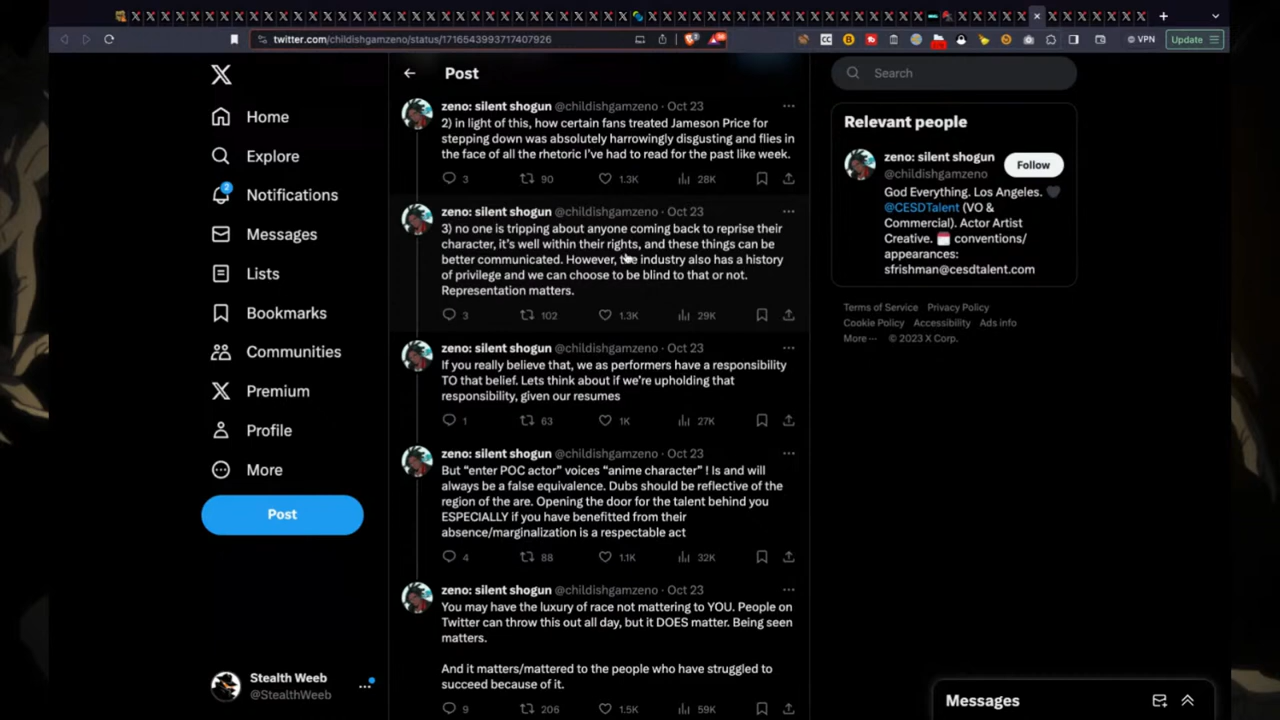 twitter.com/childishgamzeno/status/1716543993717407926
VPN
Update
Home
Explore
2
Notifications
Messages
Lists
Bookmarks
Communities
Premium
Profile
More
Post
Stealth Weeb
@StealthWeeb
Post
zeno: silent shogun @childishgamzeno · Oct 23
2) in light of this, how certain fans treated Jameson Price for
stepping down was absolutely harrowingly disgusting and flies in
the face of all the rhetoric I've had to read for the past like week.
3 90 1.3K 28K
zeno: silent shogun @childishgamzeno · Oct 23
3) no one is tripping about anyone coming back to reprise their
character, it's well within their rights, and these things can be
better communicated. However, the industry also has a history
of privilege and we can choose to be blind to that or not.
Representation matters.
3 102 1.3K 29K
zeno: silent shogun @childishgamzeno · Oct 23
If you really believe that, we as performers have a responsibility
TO that belief. Lets think about if we're upholding that
responsibility, given our resumes
1 63 1K 27K
zeno: silent shogun @childishgamzeno · Oct 23
But “enter POC actor” voices “anime character” ! Is and will
always be a false equivalence. Dubs should be reflective of the
region of the are. Opening the door for the talent behind you
ESPECIALLY if you have benefitted from their
absence/marginalization is a respectable act
4 88 1.1K 32K
zeno: silent shogun @childishgamzeno · Oct 23
You may have the luxury of race not mattering to YOU. People on
Twitter can throw this out all day, but it DOES matter. Being seen
matters.
And it matters/mattered to the people who have struggled to
succeed because of it.
9 206 1.5K 59K
Search
Relevant people
zeno: silent shogun
@childishgamzeno
Follow
God Everything. Los Angeles.
@CESDTalent (VO &
Commercial). Actor Artist
Creative. conventions/
appearances:
sfrishman@cesdtalent.com
Terms of Service Privacy Policy
Cookie Policy Accessibility Ads info
More ··· © 2023 X Corp.
Messages